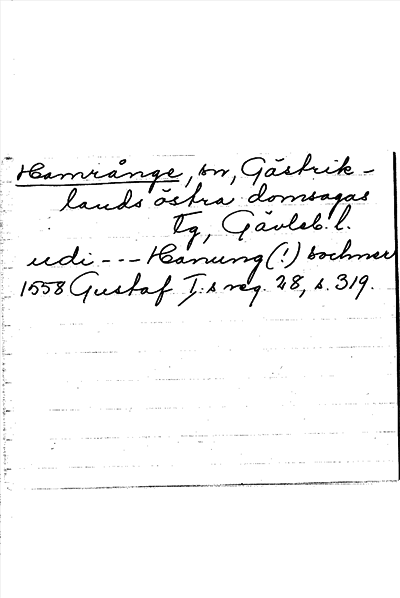 Hamrånge, sn, Gästrik-
lands östra domsagas
tg, Gävleb. l.
udi --- Hanung (!) sochner
1558 Gustaf I:s reg. 28, s. 319.